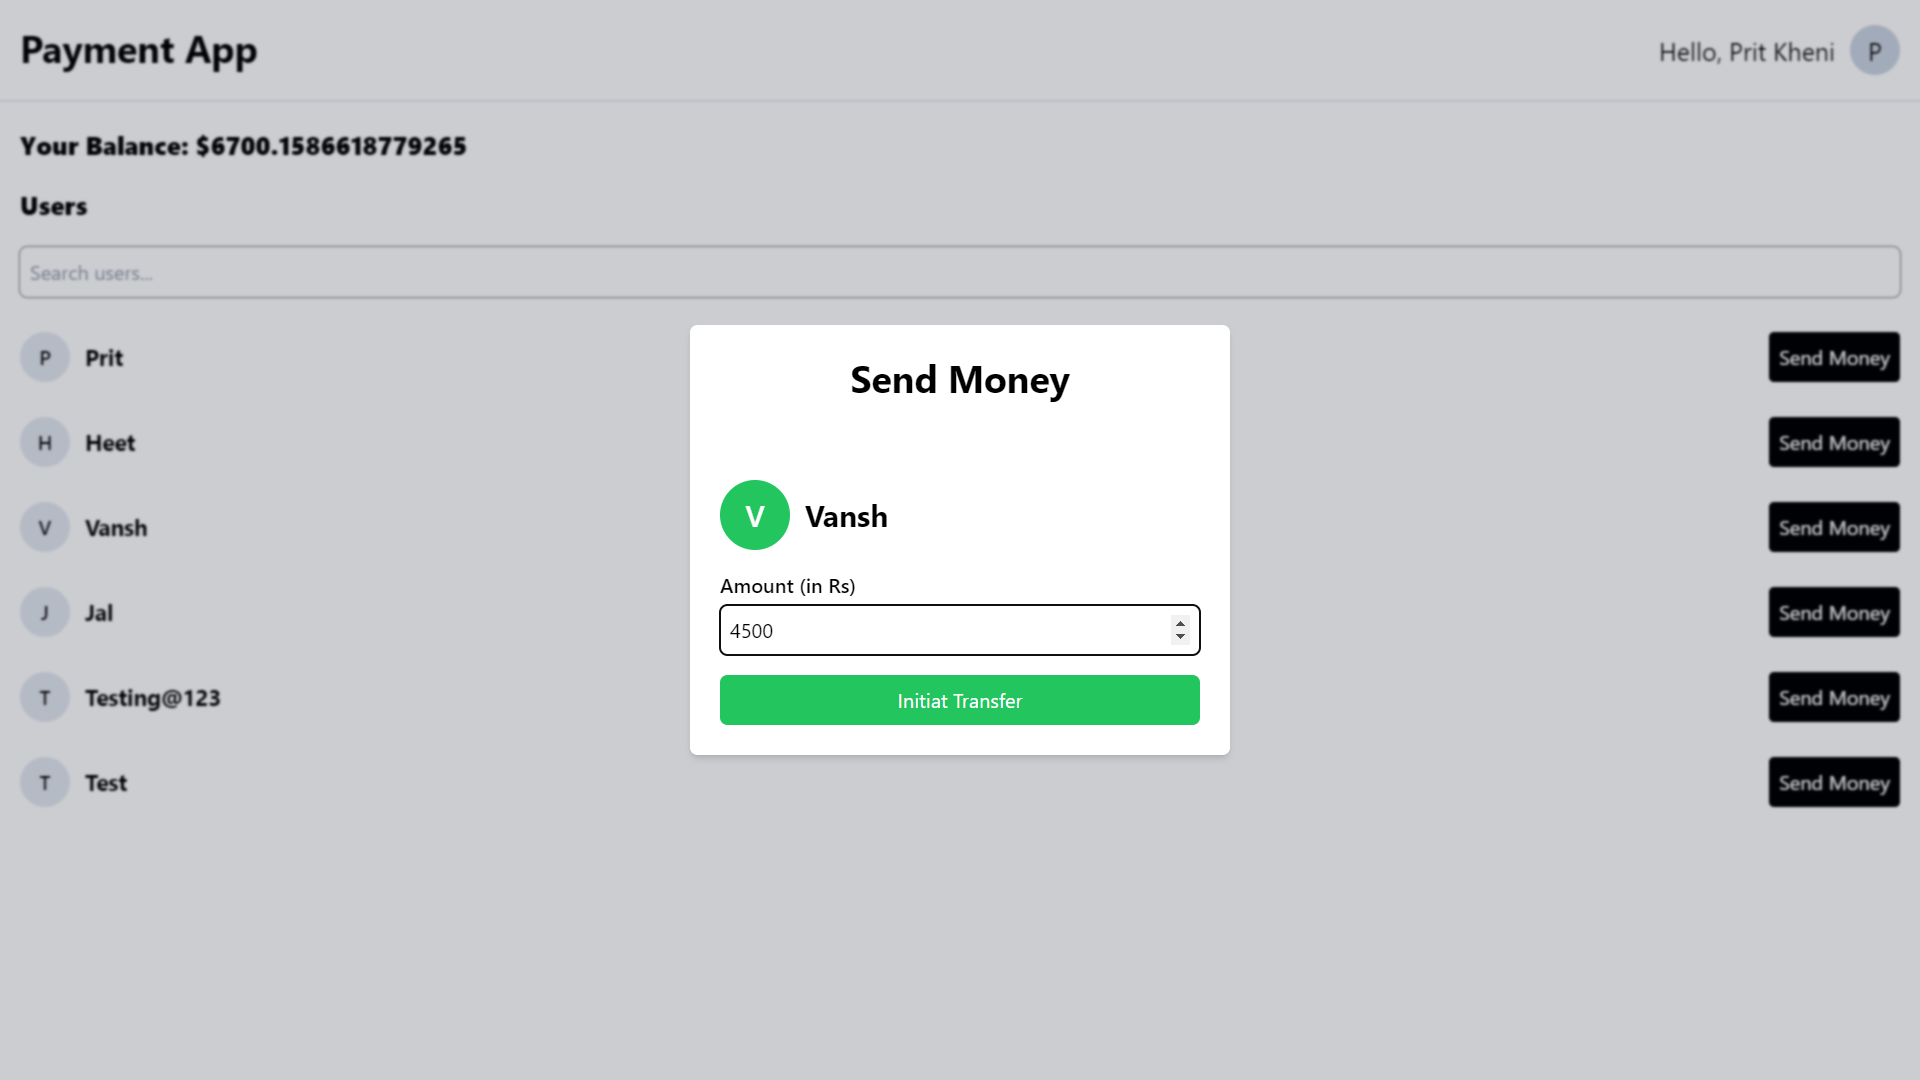 Payment App
Hello, Prit Kheni
P
Your Balance: $6700.1586618779265
Users
Search users...
P Prit Send Money
H Heet Send Money
V Vansh Send Money
J Jal Send Money
T Testing@123 Send Money
T Test Send Money
Send Money
V Vansh
Amount (in Rs)
4500
Initiat Transfer